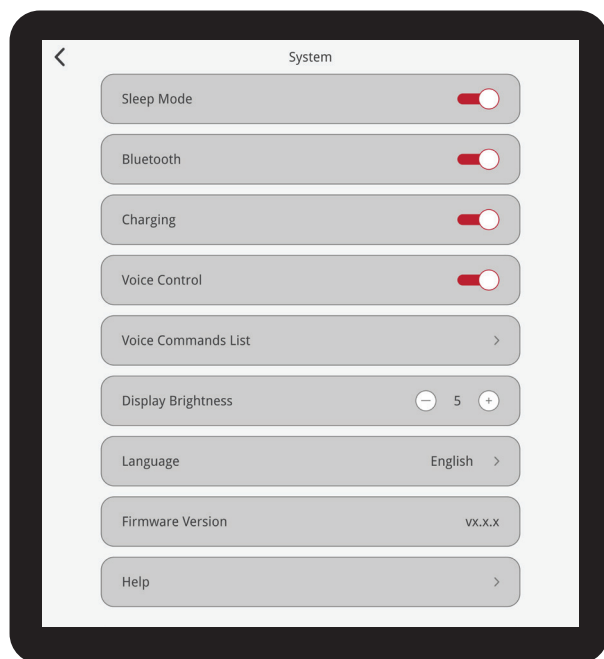 System
Sleep Mode
Bluetooth
Charging
Voice Control
Voice Commands List
Display Brightness 5
Language English
Firmware Version vx.x.x
Help